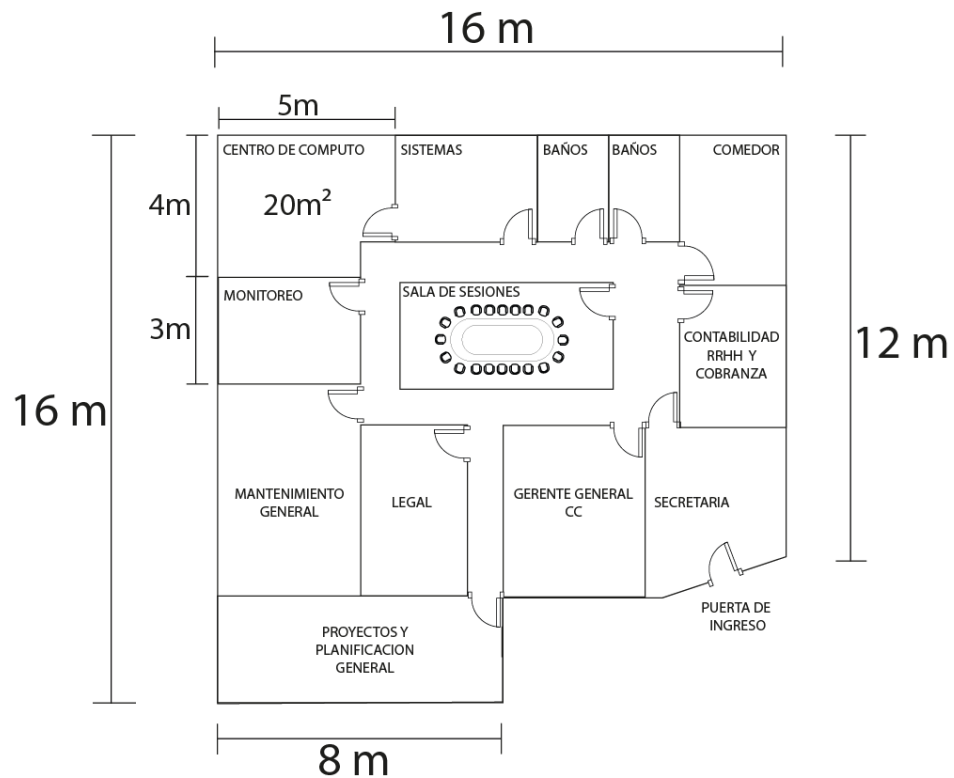 16 m
5m
CENTRO DE COMPUTO
SISTEMAS
BAÑOS
BAÑOS
COMEDOR
4m
20m²
MONITOREO
SALA DE SESIONES
3m
CONTABILIDAD
RRHH Y
COBRANZA
12 m
16 m
MANTENIMIENTO
GENERAL
LEGAL
GERENTE GENERAL
CC
SECRETARIA
PUERTA DE
INGRESO
PROYECTOS Y
PLANIFICACION
GENERAL
8 m